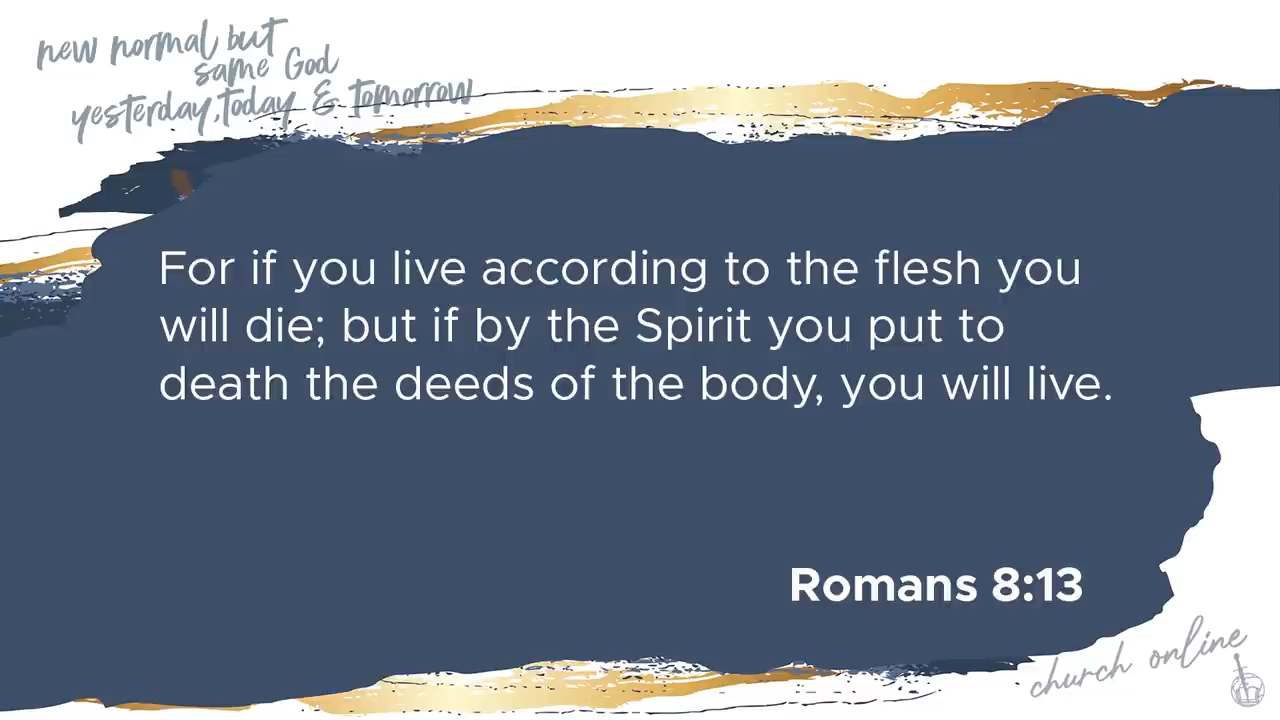 new normal but
same God
yesterday, today & tomorrow
For if you live according to the flesh you
will die; but if by the Spirit you put to
death the deeds of the body, you will live.
Romans 8:13
church online